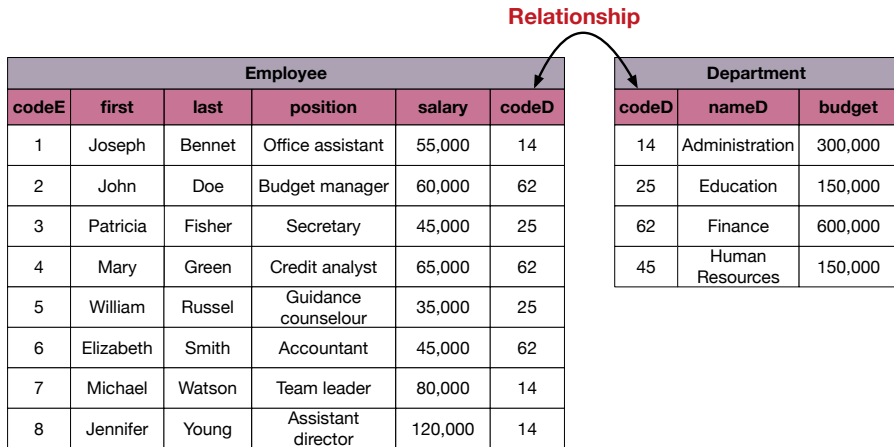 Relationship
Employee
codeE first last position salary codeD
1 Joseph Bennet Office assistant 55,000 14
2 John Doe Budget manager 60,000 62
3 Patricia Fisher Secretary 45,000 25
4 Mary Green Credit analyst 65,000 62
5 William Russel Guidance counselour 35,000 25
6 Elizabeth Smith Accountant 45,000 62
7 Michael Watson Team leader 80,000 14
8 Jennifer Young Assistant director 120,000 14
Department
codeD nameD budget
14 Administration 300,000
25 Education 150,000
62 Finance 600,000
45 Human Resources 150,000